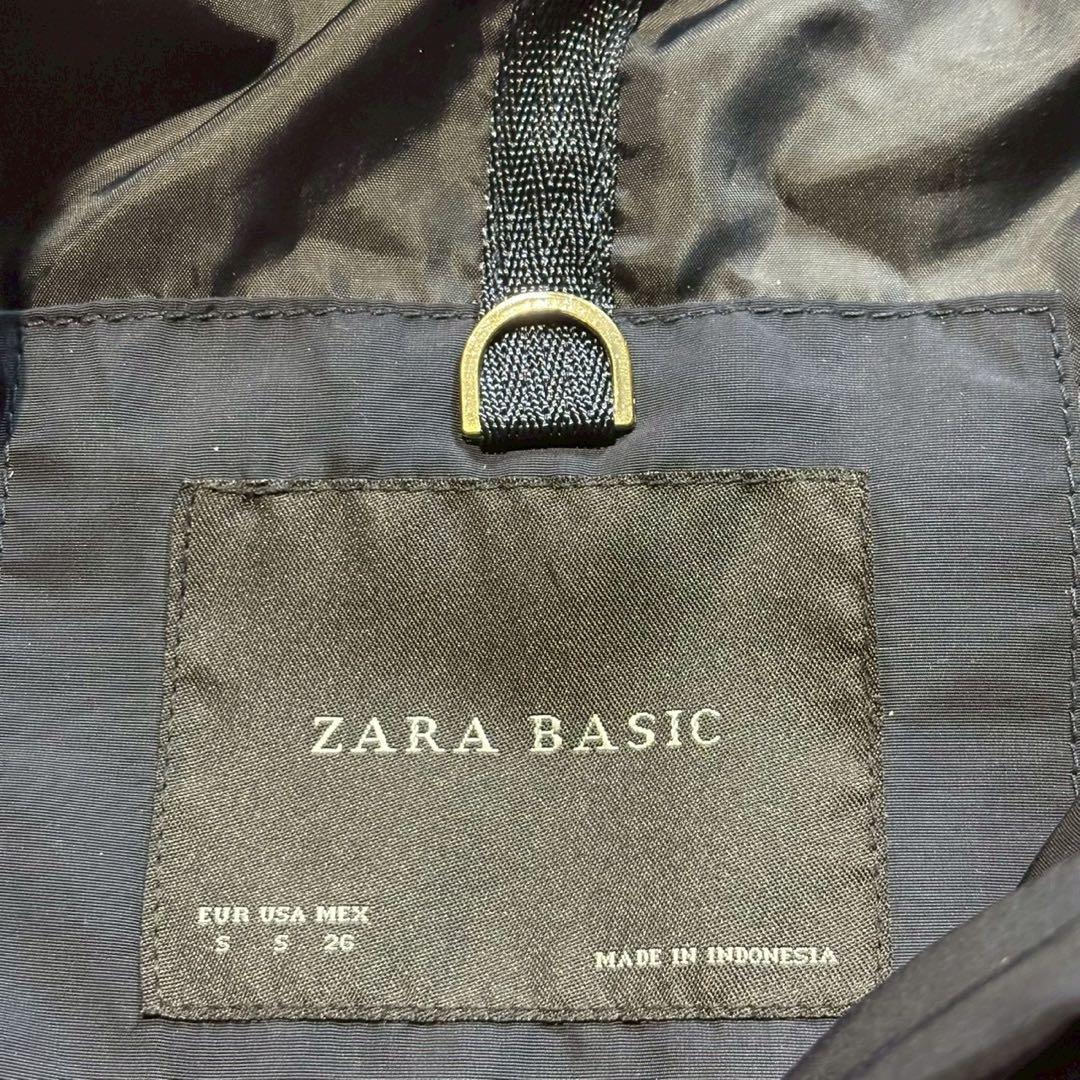 ZARA BASIC
EUR USA MEX
S S 26
MADE IN INDONESIA